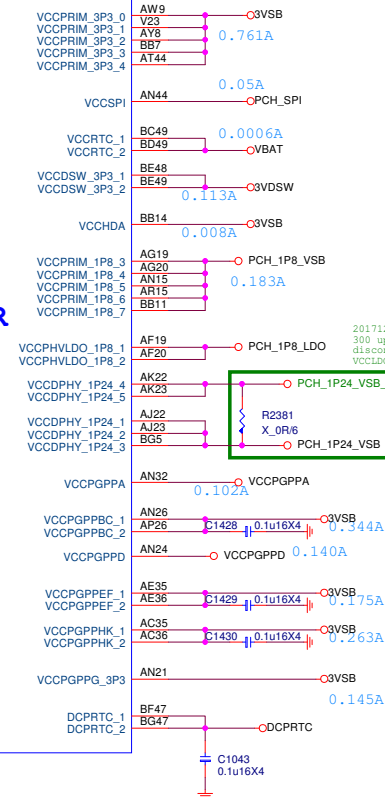 VCCPRIM_3P3_0 AW9 3VSB
VCCPRIM_3P3_1 V23
VCCPRIM_3P3_2 AY8 0.761A
VCCPRIM_3P3_3 BB7
VCCPRIM_3P3_4 AT44
0.05A
VCCSPI AN44 PCH_SPI
VCCRTC_1 BC49 0.0006A
VCCRTC_2 BD49 VBAT
VCCDSW_3P3_1 BE48
VCCDSW_3P3_2 BE49 3VDSW
0.113A
VCCHDA BB14 3VSB
0.008A
VCCPRIM_1P8_3 AG19 PCH_1P8_VSB
VCCPRIM_1P8_4 AG20
VCCPRIM_1P8_5 AN15 0.183A
VCCPRIM_1P8_6 AR15
VCCPRIM_1P8_7 BB11
R
201712
300 up
discon
VCCLDO
VCCPHVLDO_1P8_1 AF19 PCH_1P8_LDO
VCCPHVLDO_1P8_2 AF20
VCCDPHY_1P24_4 AK22 PCH_1P24_VSB_
VCCDPHY_1P24_5 AK23
R2381
X_0R/6
VCCDPHY_1P24_1 AJ22
VCCDPHY_1P24_2 AJ23
VCCDPHY_1P24_3 BG5 PCH_1P24_VSB
VCCPGPPA AN32 VCCPGPPA
0.102A
VCCPGPPBC_1 AN26 3VSB
VCCPGPPBC_2 AP26 C1428 0.1u16X4 0.344A
VCCPGPPD AN24 VCCPGPPD 0.140A
VCCPGPPEF_1 AE35 3VSB
VCCPGPPEF_2 AE36 C1429 0.1u16X4 0.175A
VCCPGPPHK_1 AC35 3VSB
VCCPGPPHK_2 AC36 C1430 0.1u16X4 0.263A
VCCPGPPG_3P3 AN21 3VSB
0.145A
DCPRTC_1 BF47
DCPRTC_2 BG47 DCPRTC
C1043
0.1u16X4